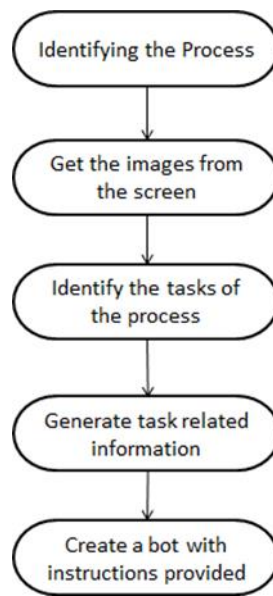 Identifying the Process
Get the images from
the screen
Identify the tasks of
the process
Generate task related
information
Create a bot with
instructions provided